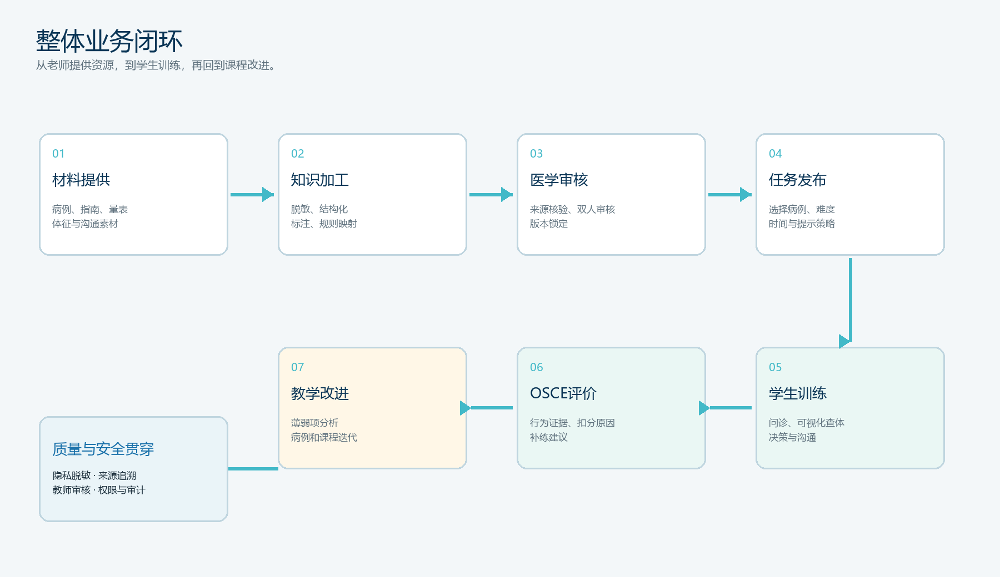 整体业务闭环
从老师提供资源，到学生训练，再回到课程改进。
01
材料提供
病例、指南、量表
体征与沟通素材
02
知识加工
脱敏、结构化
标注、规则映射
03
医学审核
来源核验、双人审核
版本锁定
04
任务发布
选择病例、难度
时间与提示策略
05
学生训练
问诊、可视化查体
决策与沟通
06
OSCE评价
行为证据、扣分原因
补练建议
07
教学改进
薄弱项分析
病例和课程迭代
质量与安全贯穿
隐私脱敏 · 来源追溯
教师审核 · 权限与审计